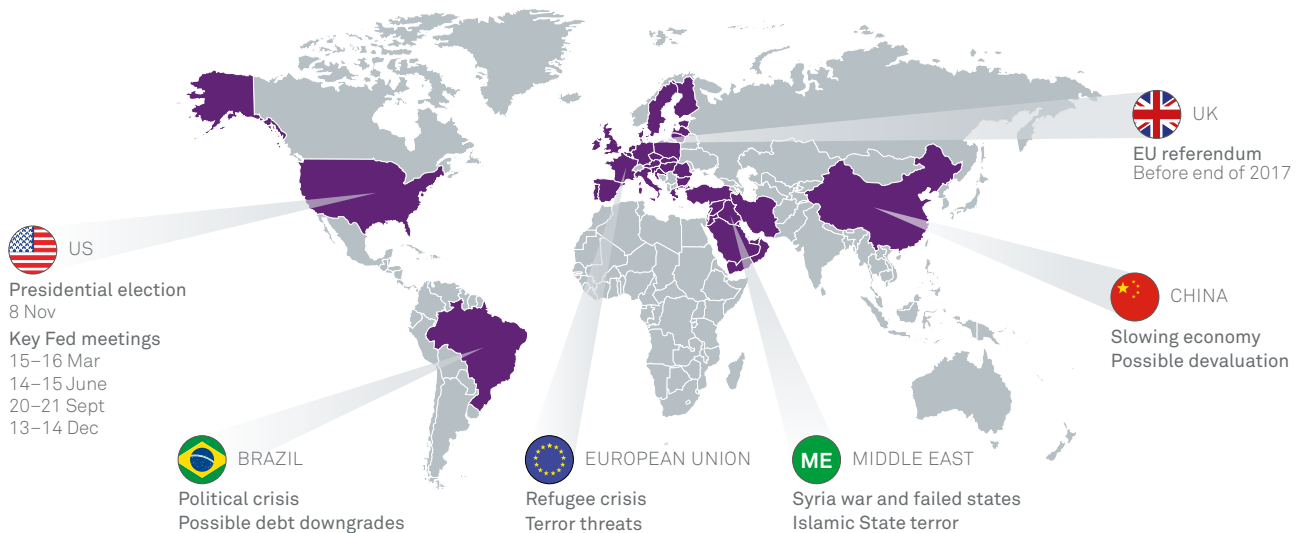 UK
EU referendum
Before end of 2017
US
Presidential election
8 Nov
Key Fed meetings
15–16 Mar
14–15 June
20–21 Sept
13–14 Dec
CHINA
Slowing economy
Possible devaluation
BRAZIL
Political crisis
Possible debt downgrades
EUROPEAN UNION
Refugee crisis
Terror threats
ME
MIDDLE EAST
Syria war and failed states
Islamic State terror